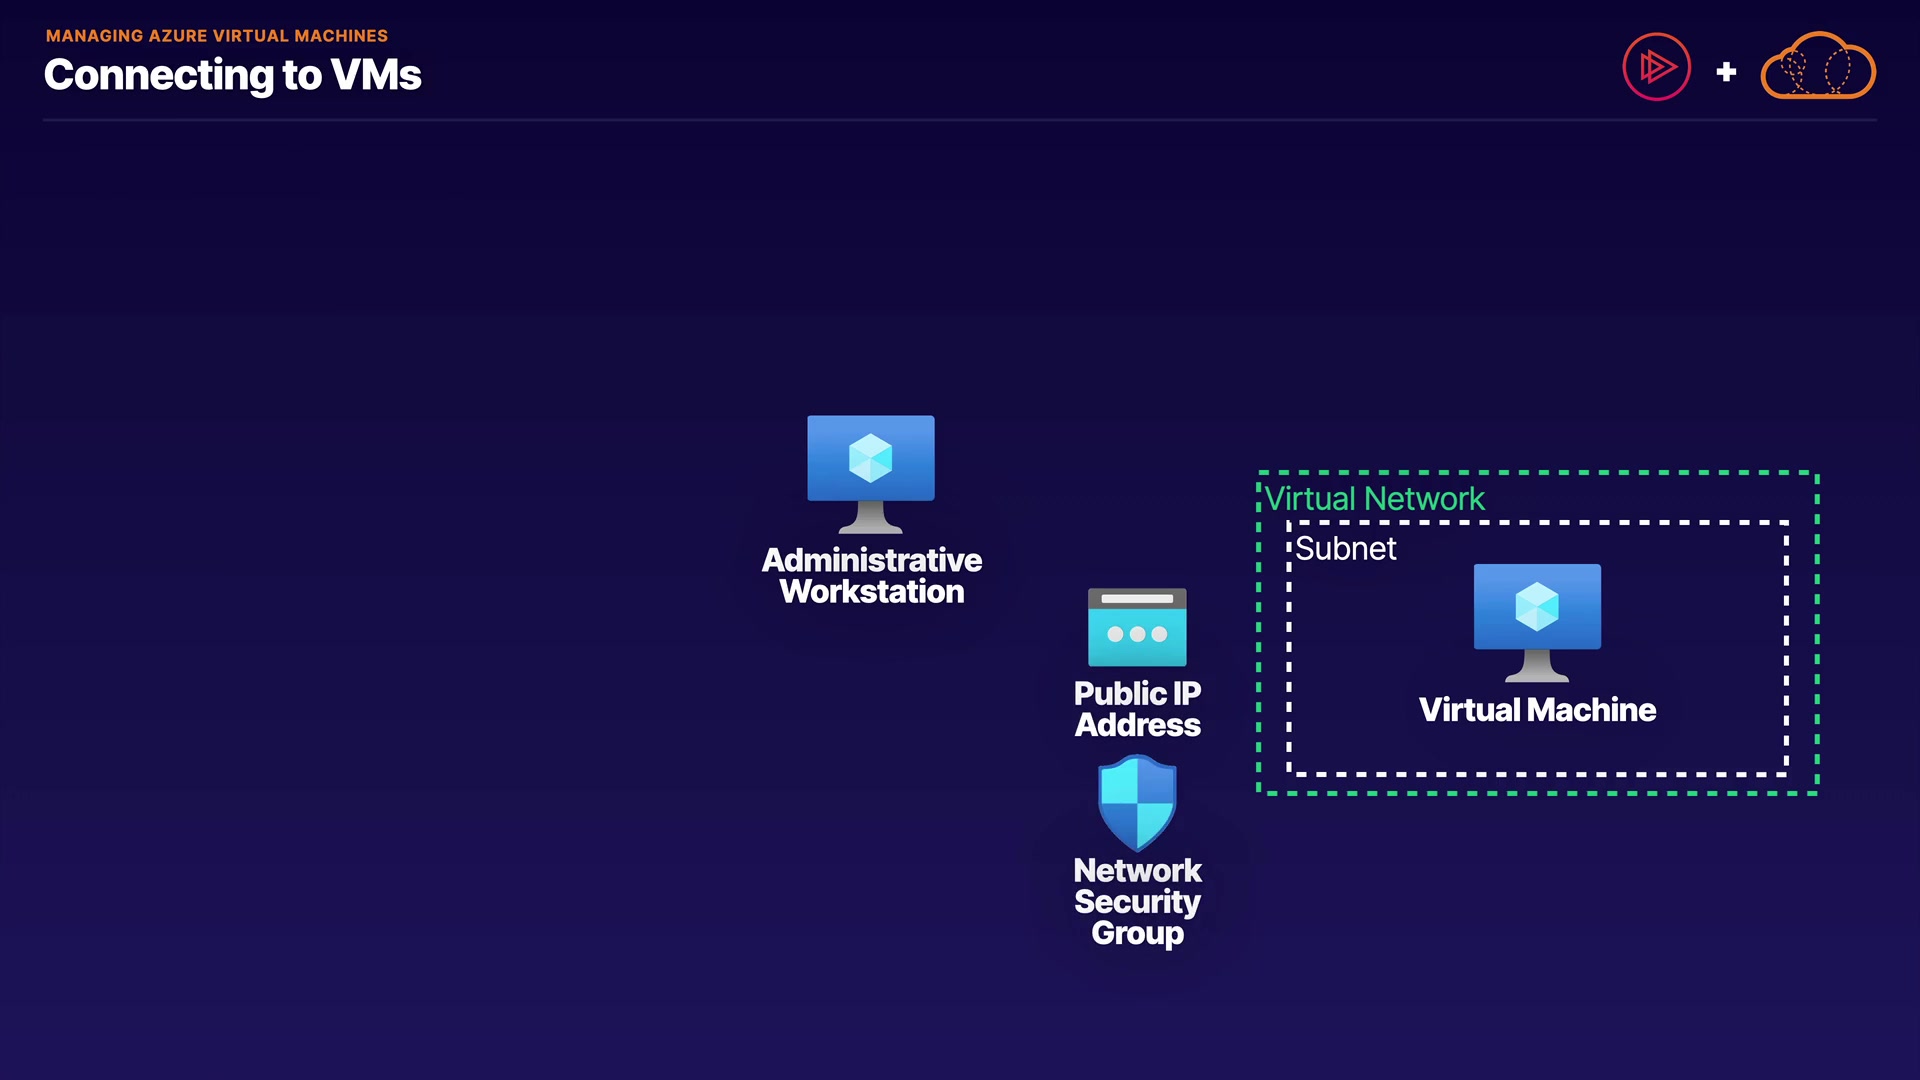 MANAGING AZURE VIRTUAL MACHINES
Connecting to VMs
Administrative
Workstation
Public IP
Address
Network
Security
Group
Virtual Network
Subnet
Virtual Machine